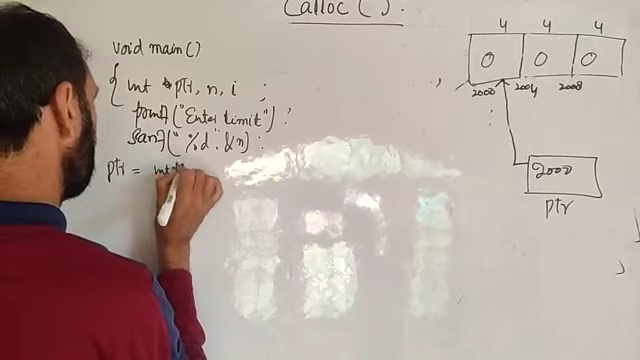 Calloc ( ).
void main()
{ int *ptr, n, i ;
printf ("Enter Limit") ;
scanf ("%d", &n) ;
ptr = int *
4 4 4
0 0 0
2000 2004 2008
2000
ptr